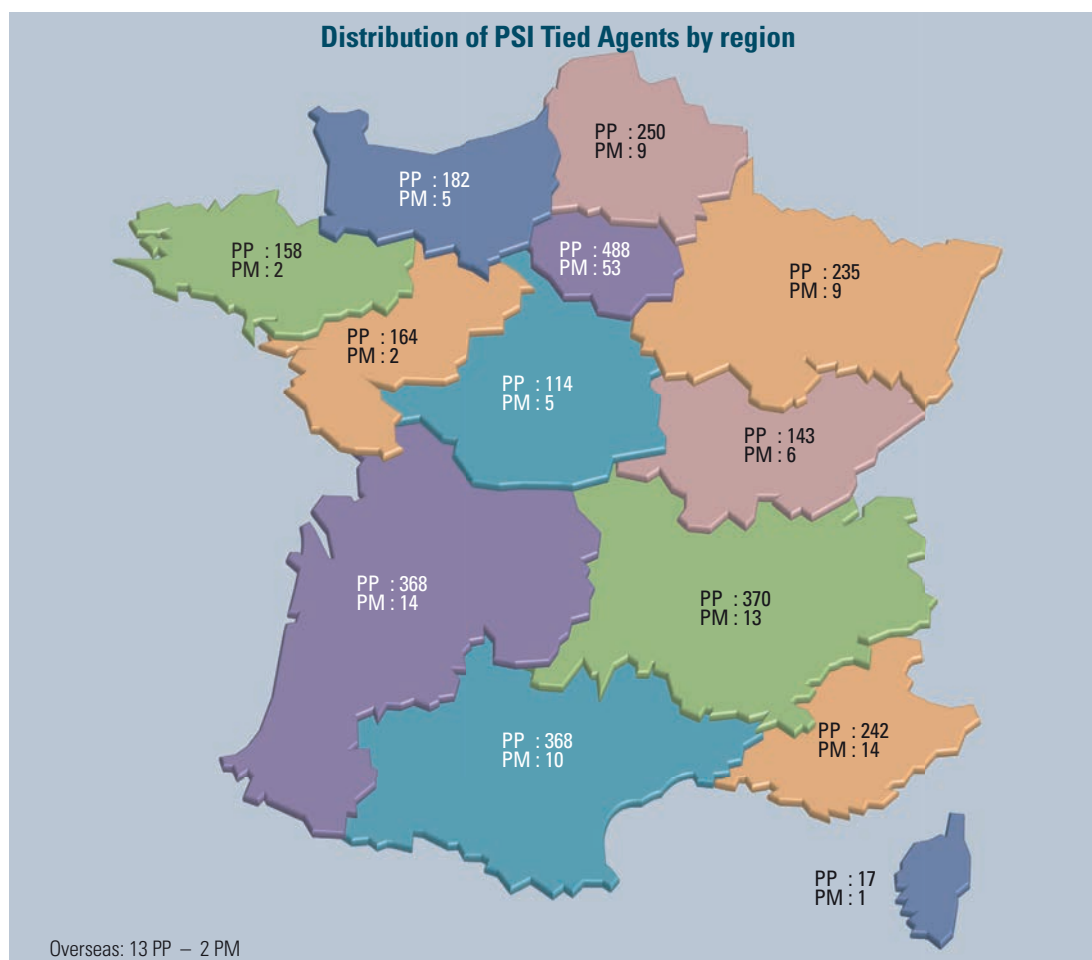 Distribution of PSI Tied Agents by region
PP : 250
PM : 9
PP : 182
PM : 5
PP : 158
PM : 2
PP : 488
PM : 53
PP : 235
PM : 9
PP : 164
PM : 2
PP : 114
PM : 5
PP : 143
PM : 6
PP : 368
PM : 14
PP : 370
PM : 13
PP : 368
PM : 10
PP : 242
PM : 14
PP : 17
PM : 1
Overseas: 13 PP – 2 PM